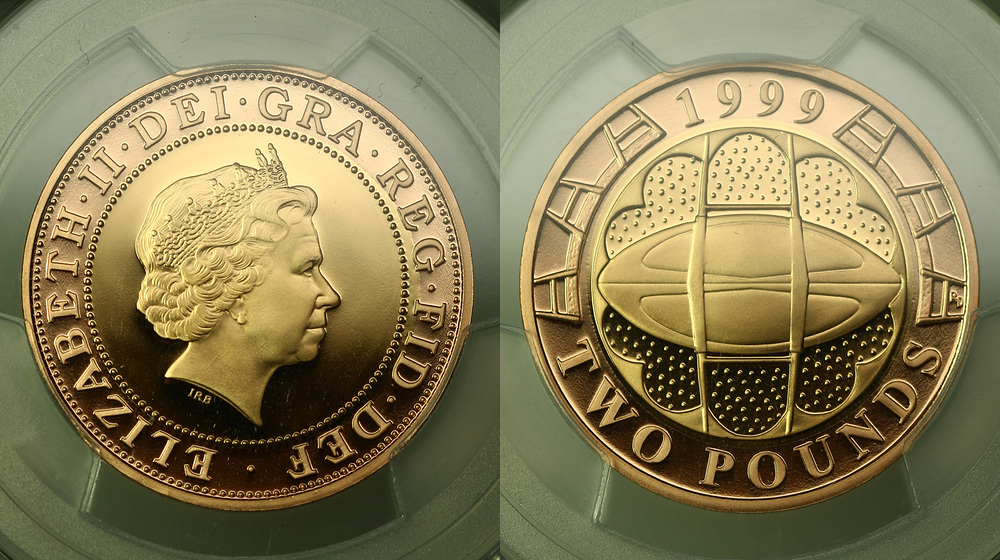 ELIZABETH · II · DEI · GRA · REG · FID · DEF ·
IRB
1999
TWO POUNDS